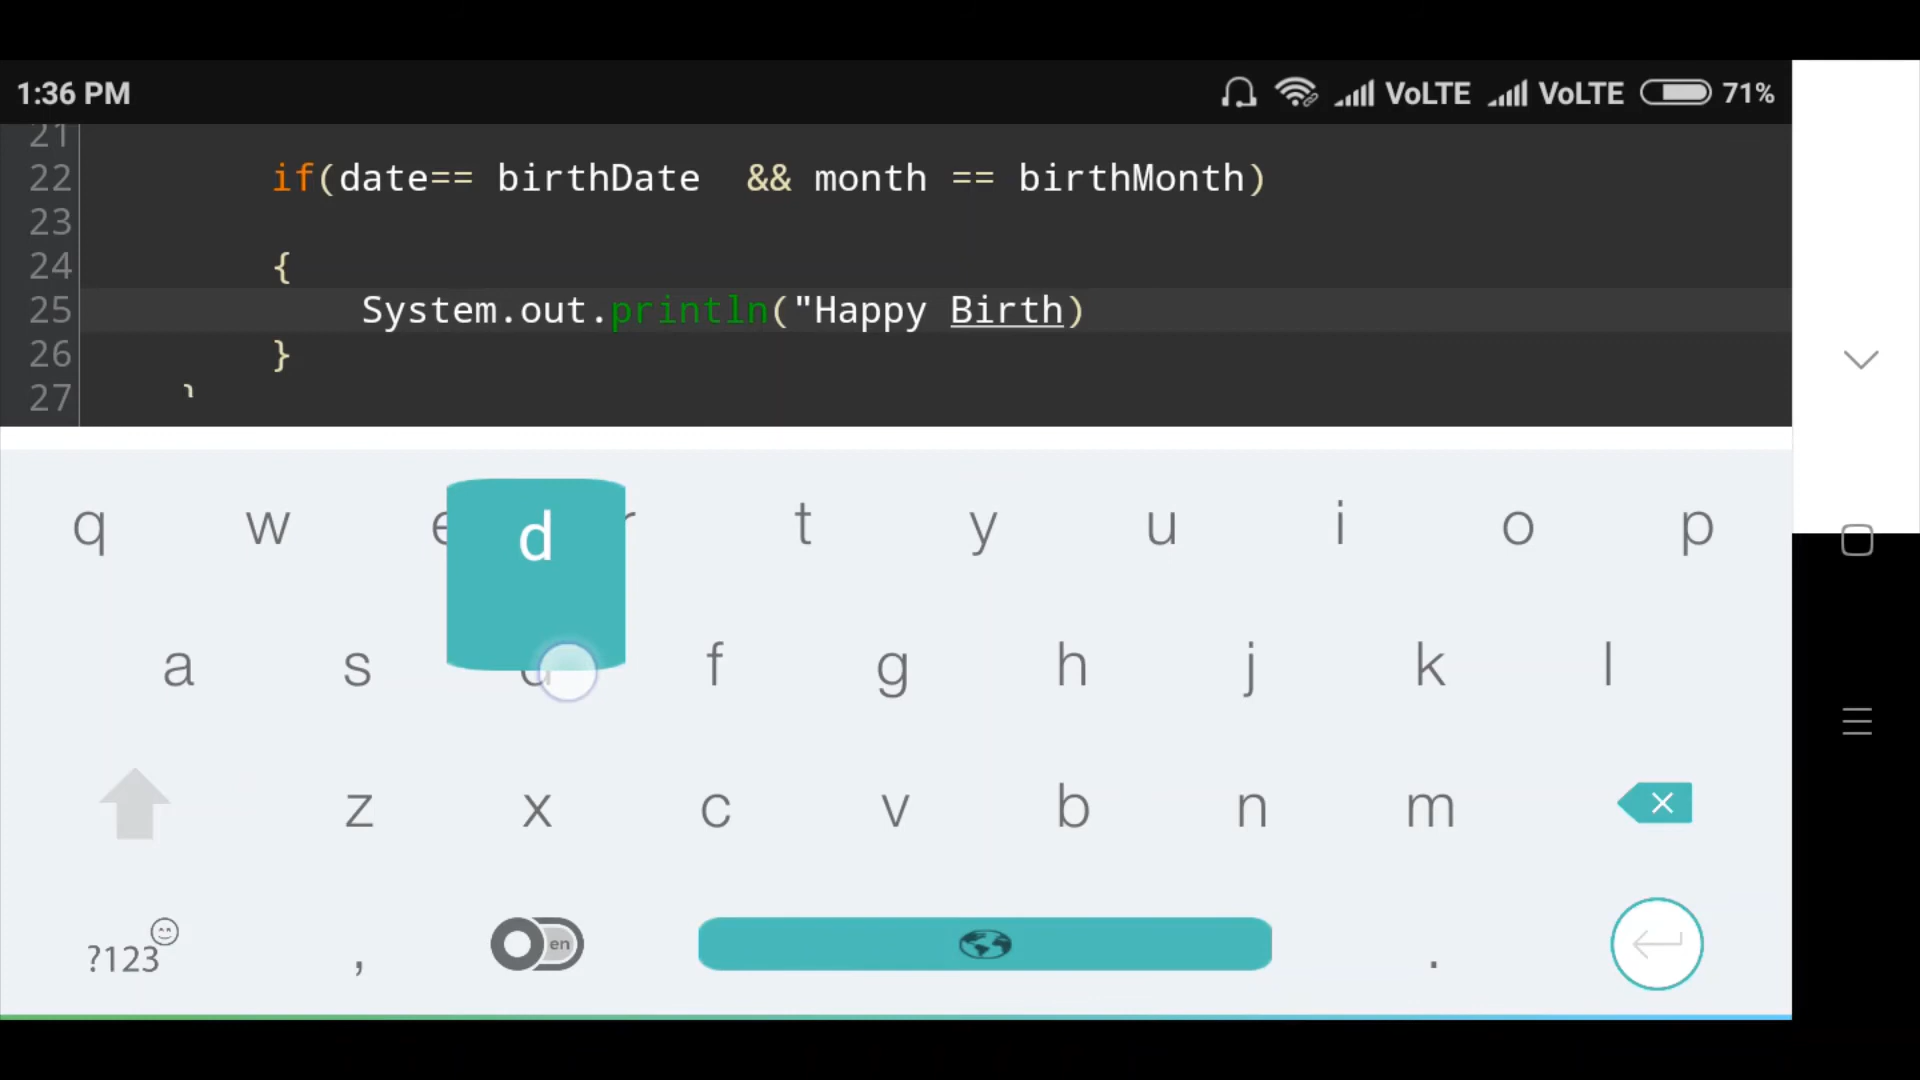 1:36 PM VoLTE VoLTE 71%
21
22 if(date== birthDate && month == birthMonth)
23
24 {
25 System.out.println("Happy Birth)
26 }
27
q w e d r t y u i o p
a s d f g h j k l
z x c v b n m
?123 , en .